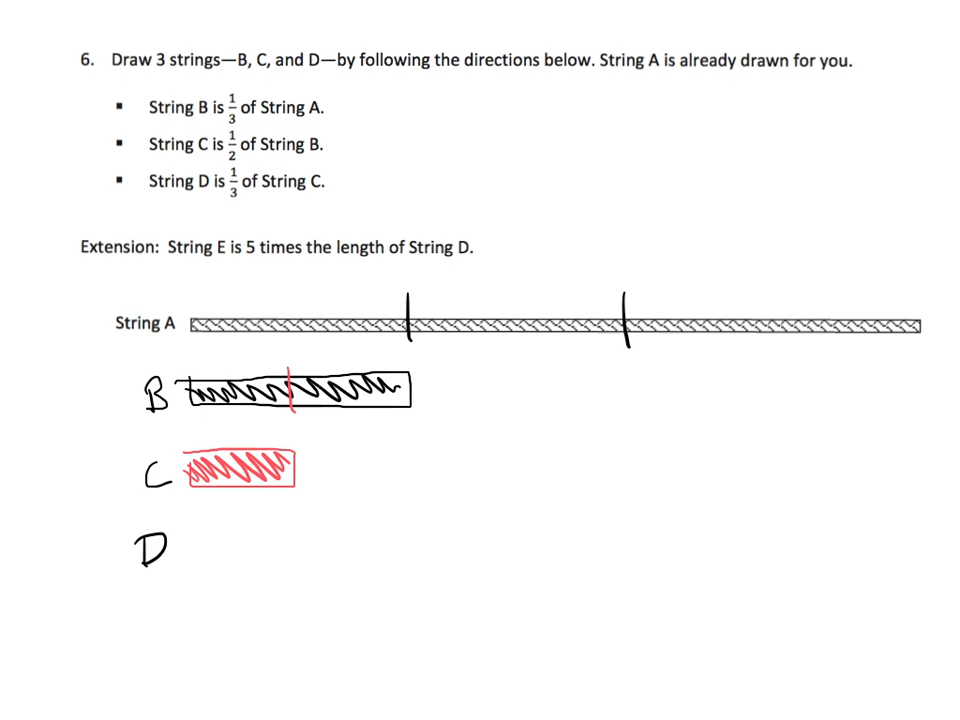 6. Draw 3 strings—B, C, and D—by following the directions below. String A is already drawn for you.
▪ String B is 1/3 of String A.
▪ String C is 1/2 of String B.
▪ String D is 1/3 of String C.
Extension: String E is 5 times the length of String D.
String A
B
C
D